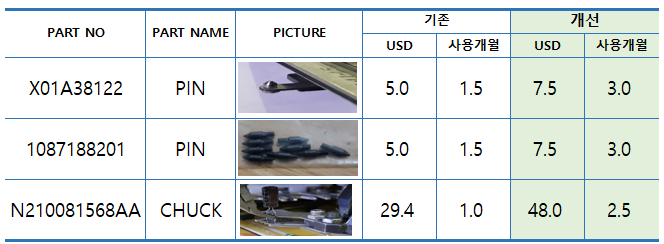 PART NO PART NAME PICTURE 기존 개선
USD 사용개월 USD 사용개월
X01A38122 PIN 5.0 1.5 7.5 3.0
1087188201 PIN 5.0 1.5 7.5 3.0
N210081568AA CHUCK 29.4 1.0 48.0 2.5